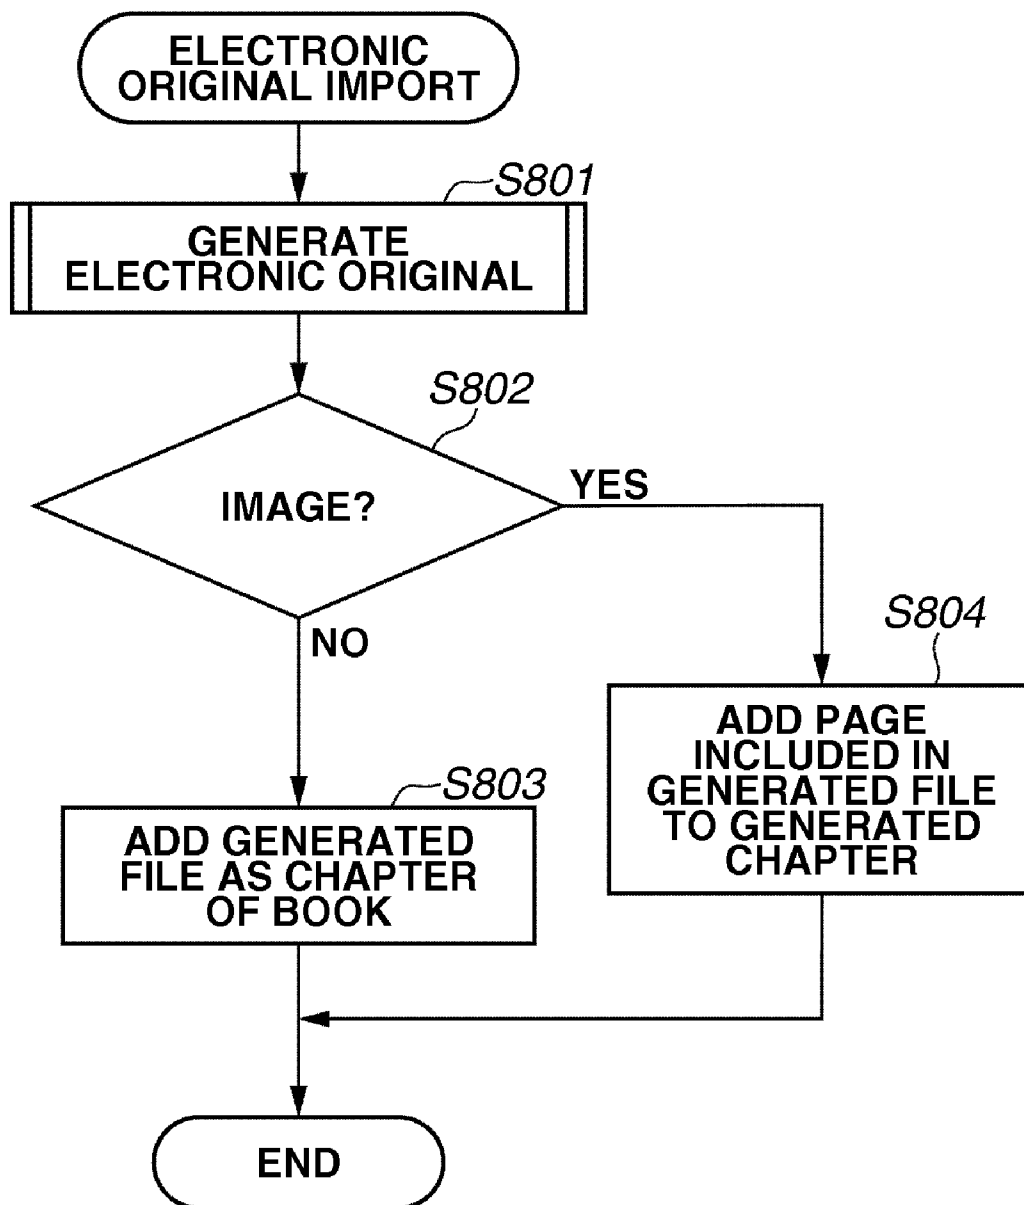 ELECTRONIC
ORIGINAL IMPORT
S801
GENERATE
ELECTRONIC ORIGINAL
S802
IMAGE?
YES
NO
S804
ADD PAGE
INCLUDED IN
GENERATED FILE
TO GENERATED
CHAPTER
S803
ADD GENERATED
FILE AS CHAPTER
OF BOOK
END